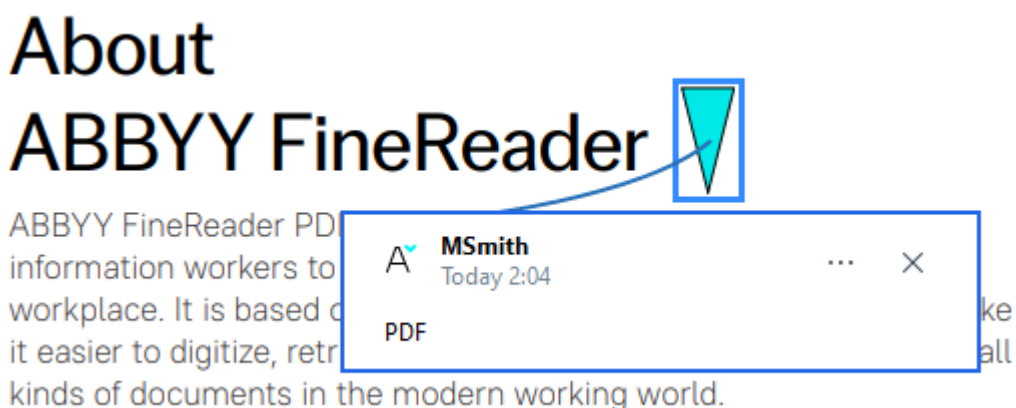 About
ABBYY FineReader
ABBYY FineReader PDF
information workers to
MSmith
Today 2:04
workplace. It is based
PDF
it easier to digitize, all
kinds of documents in the modern working world.